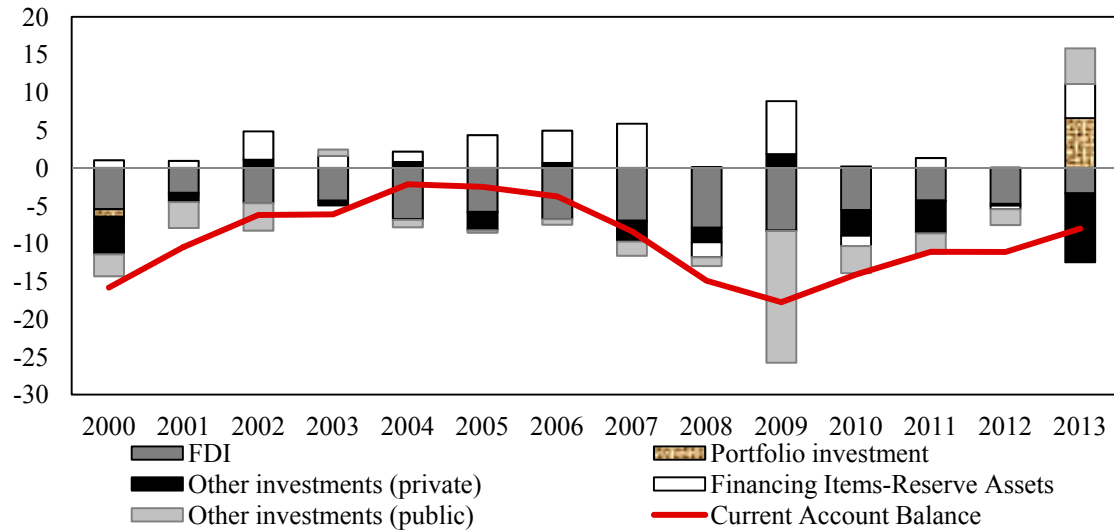 20
15
10
5
0
-5
-10
-15
-20
-25
-30
2000 2001 2002 2003 2004 2005 2006 2007 2008 2009 2010 2011 2012 2013
FDI Portfolio investment
Other investments (private) Financing Items-Reserve Assets
Other investments (public) Current Account Balance